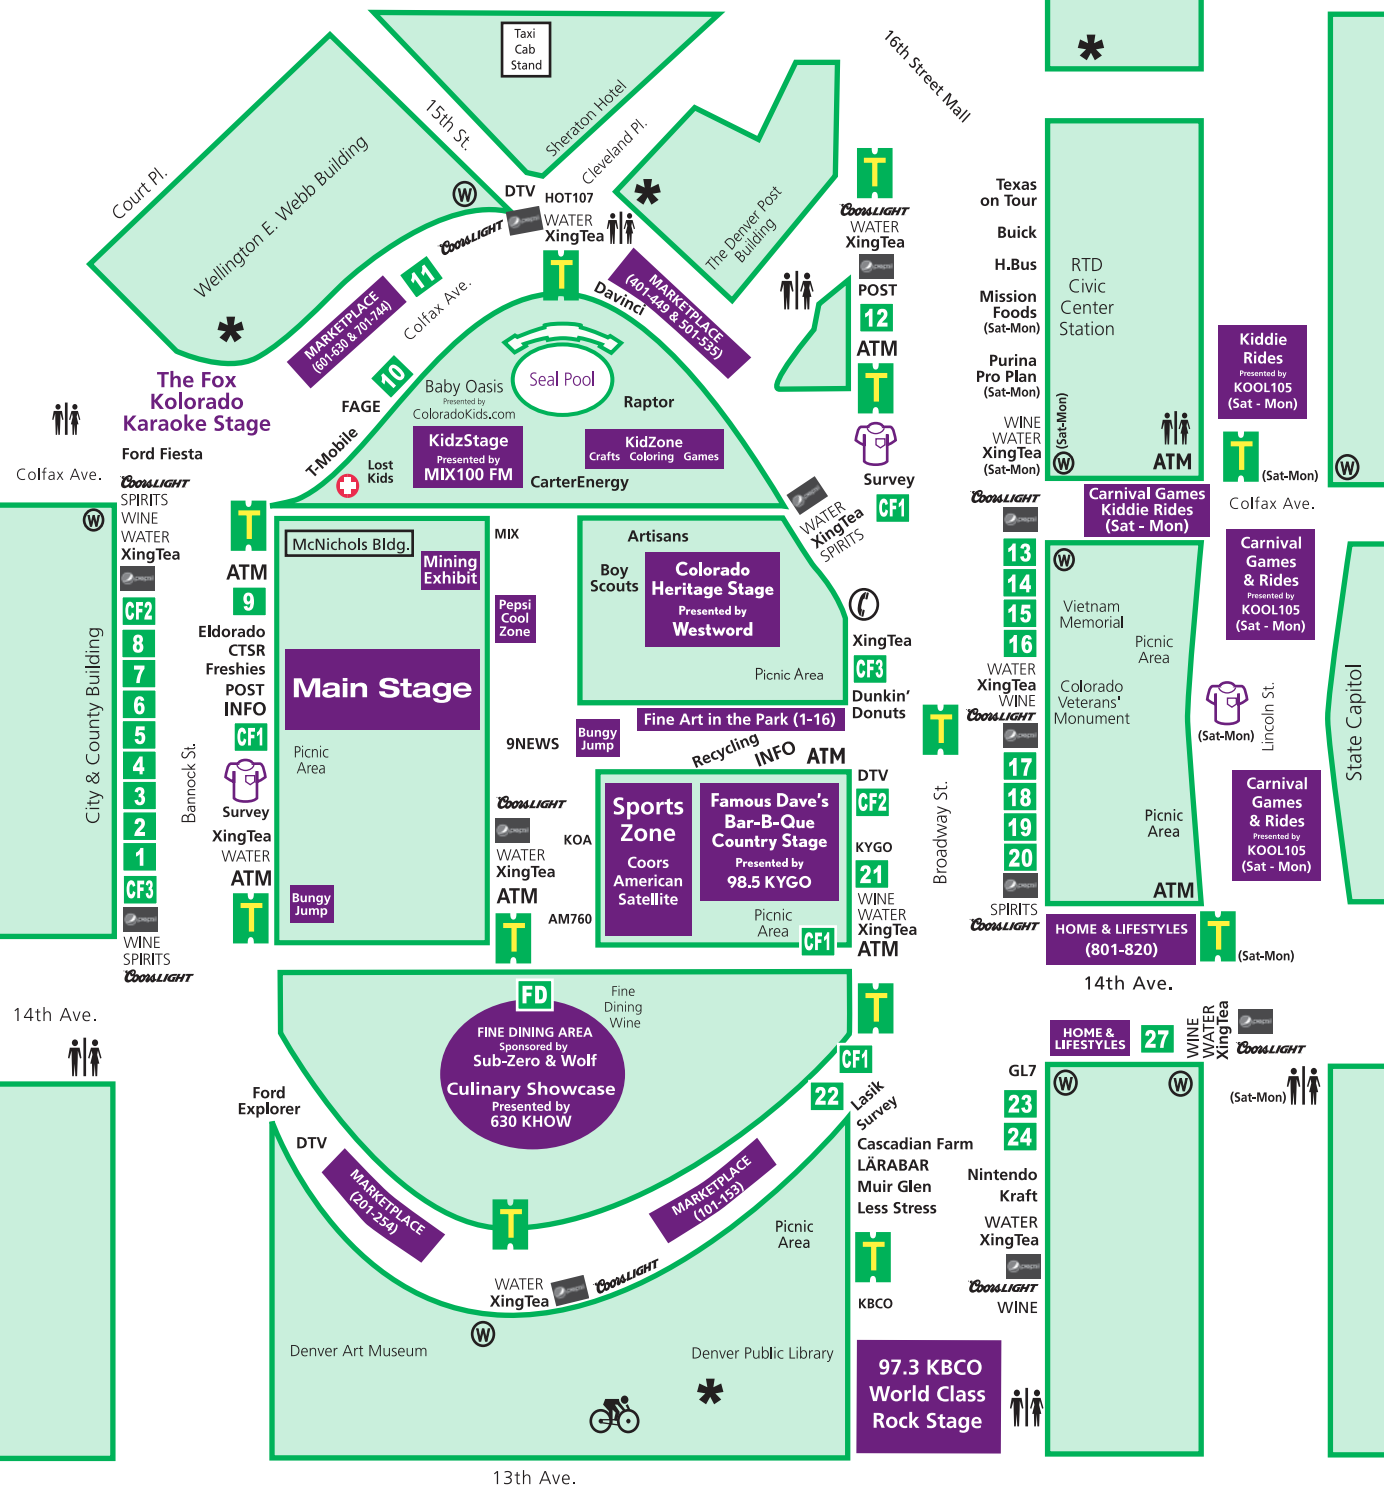 Taxi
Cab
Stand
Sheraton Hotel
15th St.
Court Pl.
Wellington E. Webb Building
Cleveland Pl.
16th Street Mall
The Denver Post
Building
W
DTV
HOT107
COORS LIGHT
pepsi
WATER
XingTea
T
11
MARKETPLACE
(601-630 & 701-744)
Colfax Ave.
Davinci
MARKETPLACE
(401-449 & 501-535)
T
COORS LIGHT
WATER
XingTea
pepsi
POST
12
ATM
T
Survey
CF1
Texas
on Tour
Buick
H.Bus
Mission
Foods
(Sat-Mon)
Purina
Pro Plan
(Sat-Mon)
WINE
WATER
XingTea
(Sat-Mon)
RTD
Civic
Center
Station
(Sat-Mon)
W
ATM
Kiddie
Rides
Presented by
KOOL105
(Sat - Mon)
T
(Sat-Mon)
W
Colfax Ave.
The Fox
Kolorado
Karaoke Stage
10
FAGE
T-Mobile
Baby Oasis
Presented by
ColoradoKids.com
Seal Pool
Raptor
KidzStage
Presented by
MIX100 FM
KidZone
Crafts Coloring Games
Lost
Kids
CarterEnergy
pepsi
WATER
XingTea
SPIRITS
Ford Fiesta
Colfax Ave.
COORS LIGHT
SPIRITS
WINE
WATER
XingTea
pepsi
CF2
8
7
6
5
4
3
2
1
CF3
pepsi
WINE
SPIRITS
COORS LIGHT
W
City & County Building
Bannock St.
T
ATM
9
Eldorado
CTSR
Freshies
POST
INFO
CF1
Survey
XingTea
WATER
ATM
T
McNichols Bldg.
Mining
Exhibit
Main Stage
Picnic
Area
Bungy
Jump
MIX
Pepsi
Cool
Zone
9NEWS
Bungy
Jump
COORS LIGHT
pepsi
KOA
WATER
XingTea
ATM
AM760
T
Artisans
Boy
Scouts
Colorado
Heritage Stage
Presented by
Westword
Picnic Area
Fine Art in the Park (1-16)
Recycling
INFO
ATM
XingTea
CF3
Dunkin'
Donuts
T
Broadway St.
Sports
Zone
Coors
American
Satellite
Famous Dave's
Bar-B-Que
Country Stage
Presented by
98.5 KYGO
Picnic
Area
CF1
DTV
CF2
KYGO
21
WINE
WATER
XingTea
ATM
COORS LIGHT
pepsi
13
14
15
16
WATER
XingTea
WINE
COORS LIGHT
pepsi
17
18
19
20
pepsi
SPIRITS
COORS LIGHT
Carnival Games
Kiddie Rides
(Sat - Mon)
W
Vietnam
Memorial
Picnic
Area
Colorado
Veterans'
Monument
Picnic
Area
ATM
Carnival
Games
& Rides
Presented by
KOOL105
(Sat - Mon)
(Sat-Mon)
Lincoln St.
State Capitol
Carnival
Games
& Rides
Presented by
KOOL105
(Sat - Mon)
HOME & LIFESTYLES
(801-820)
T
(Sat-Mon)
14th Ave.
14th Ave.
FD
Fine
Dining
Wine
FINE DINING AREA
Sponsored by
Sub-Zero & Wolf
Culinary Showcase
Presented by
630 KHOW
T
CF1
22
Lasik
Survey
Ford
Explorer
DTV
MARKETPLACE
(201-254)
T
MARKETPLACE
(101-153)
WATER
XingTea
pepsi
COORS LIGHT
W
Cascadian Farm
LÄRABAR
Muir Glen
Less Stress
T
KBCO
Picnic
Area
HOME &
LIFESTYLES
27
WINE
WATER
XingTea
pepsi
COORS LIGHT
(Sat-Mon)
GL7
23
24
Nintendo
Kraft
WATER
XingTea
pepsi
COORS LIGHT
WINE
W
W
Denver Art Museum
Denver Public Library
97.3 KBCO
World Class
Rock Stage
13th Ave.